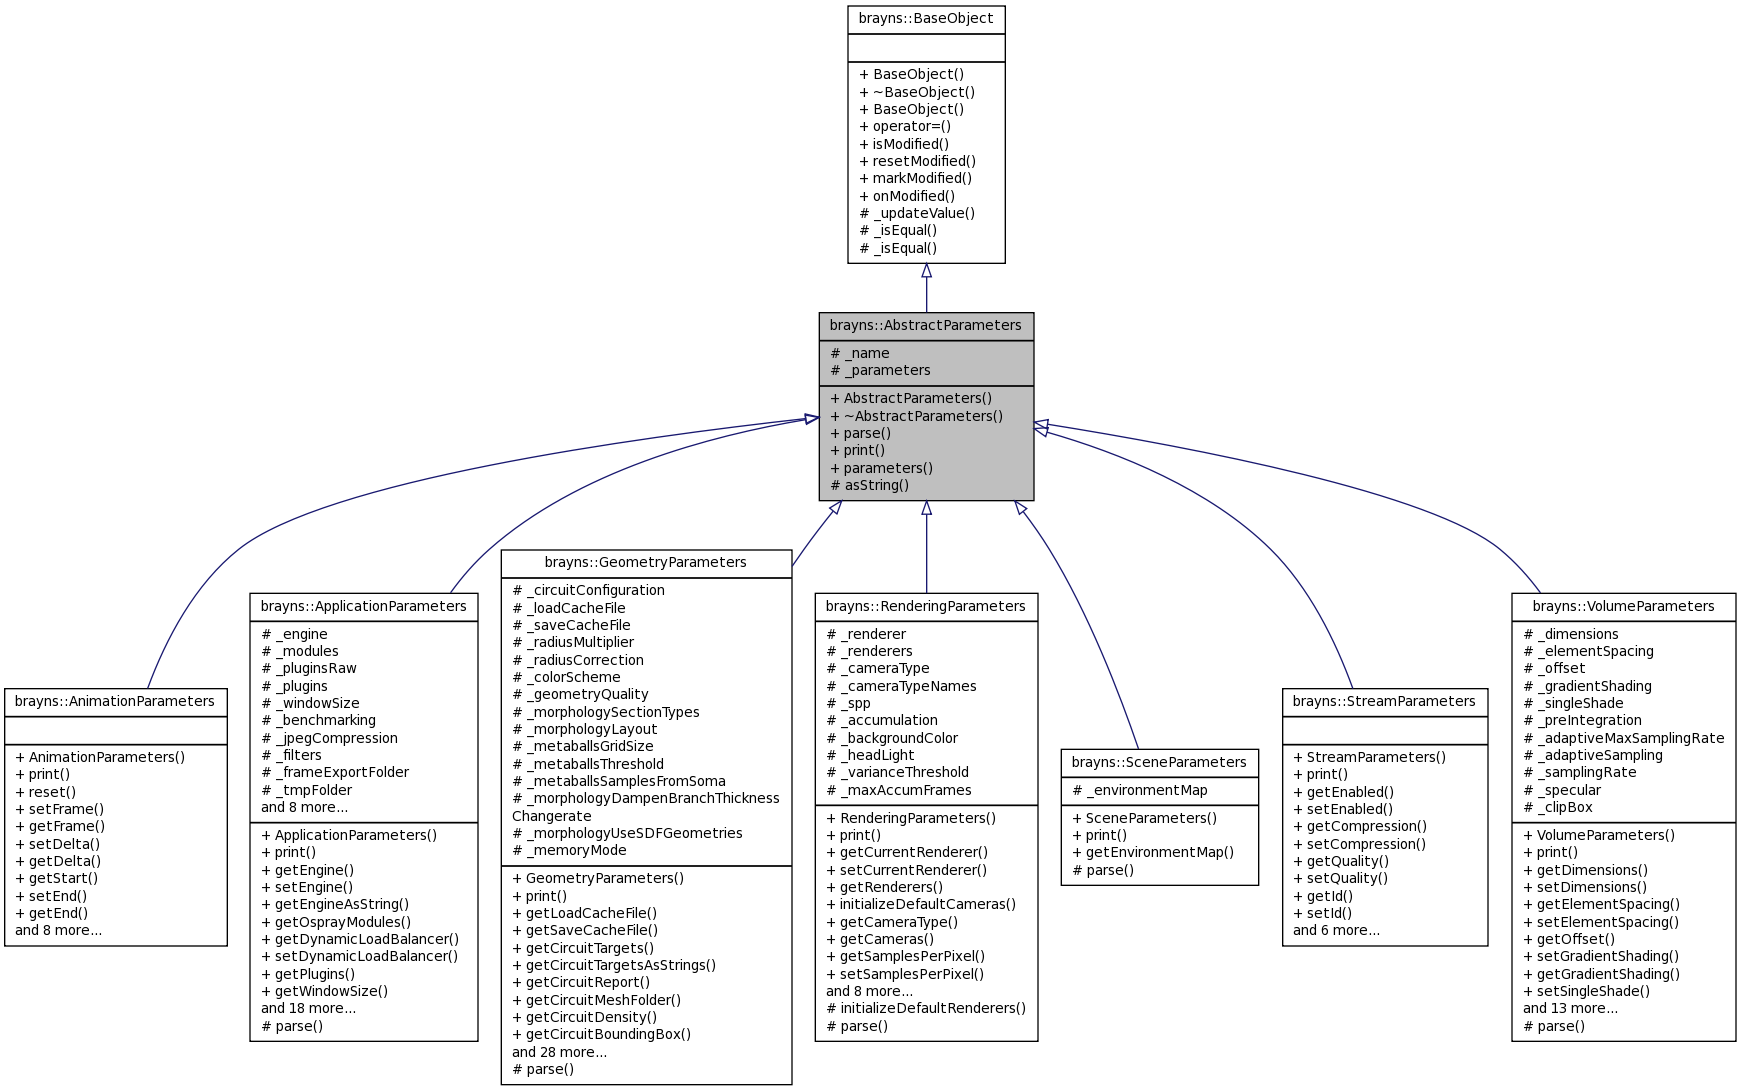 brayns::BaseObject
+ BaseObject()
+ ~BaseObject()
+ BaseObject()
+ operator=()
+ isModified()
+ resetModified()
+ markModified()
+ onModified()
# _updateValue()
# _isEqual()
# _isEqual()
brayns::AbstractParameters
# _name
# _parameters
+ AbstractParameters()
+ ~AbstractParameters()
+ parse()
+ print()
+ parameters()
# asString()
brayns::AnimationParameters
+ AnimationParameters()
+ print()
+ reset()
+ setFrame()
+ getFrame()
+ setDelta()
+ getDelta()
+ getStart()
+ setEnd()
+ getEnd()
and 8 more...
brayns::ApplicationParameters
# _engine
# _modules
# _pluginsRaw
# _plugins
# _windowSize
# _benchmarking
# _jpegCompression
# _filters
# _frameExportFolder
# _tmpFolder
and 8 more...
+ ApplicationParameters()
+ print()
+ getEngine()
+ setEngine()
+ getEngineAsString()
+ getOsprayModules()
+ getDynamicLoadBalancer()
+ setDynamicLoadBalancer()
+ getPlugins()
+ getWindowSize()
and 18 more...
# parse()
brayns::GeometryParameters
# _circuitConfiguration
# _loadCacheFile
# _saveCacheFile
# _radiusMultiplier
# _radiusCorrection
# _colorScheme
# _geometryQuality
# _morphologySectionTypes
# _morphologyLayout
# _metaballsGridSize
# _metaballsThreshold
# _metaballsSamplesFromSoma
# _morphologyDampenBranchThickness
Changerate
# _morphologyUseSDFGeometries
# _memoryMode
+ GeometryParameters()
+ print()
+ getLoadCacheFile()
+ getSaveCacheFile()
+ getCircuitTargets()
+ getCircuitTargetsAsStrings()
+ getCircuitReport()
+ getCircuitMeshFolder()
+ getCircuitDensity()
+ getCircuitBoundingBox()
and 28 more...
# parse()
brayns::RenderingParameters
# _renderer
# _renderers
# _cameraType
# _cameraTypeNames
# _spp
# _accumulation
# _backgroundColor
# _headLight
# _varianceThreshold
# _maxAccumFrames
+ RenderingParameters()
+ print()
+ getCurrentRenderer()
+ setCurrentRenderer()
+ getRenderers()
+ initializeDefaultCameras()
+ getCameraType()
+ getCameras()
+ getSamplesPerPixel()
+ setSamplesPerPixel()
and 8 more...
# initializeDefaultRenderers()
# parse()
brayns::SceneParameters
# _environmentMap
+ SceneParameters()
+ print()
+ getEnvironmentMap()
# parse()
brayns::StreamParameters
+ StreamParameters()
+ print()
+ getEnabled()
+ setEnabled()
+ getCompression()
+ setCompression()
+ getQuality()
+ setQuality()
+ getId()
+ setId()
and 6 more...
brayns::VolumeParameters
# _dimensions
# _elementSpacing
# _offset
# _gradientShading
# _singleShade
# _preIntegration
# _adaptiveMaxSamplingRate
# _adaptiveSampling
# _samplingRate
# _specular
# _clipBox
+ VolumeParameters()
+ print()
+ getDimensions()
+ setDimensions()
+ getElementSpacing()
+ setElementSpacing()
+ getOffset()
+ setGradientShading()
+ getGradientShading()
+ setSingleShade()
and 13 more...
# parse()